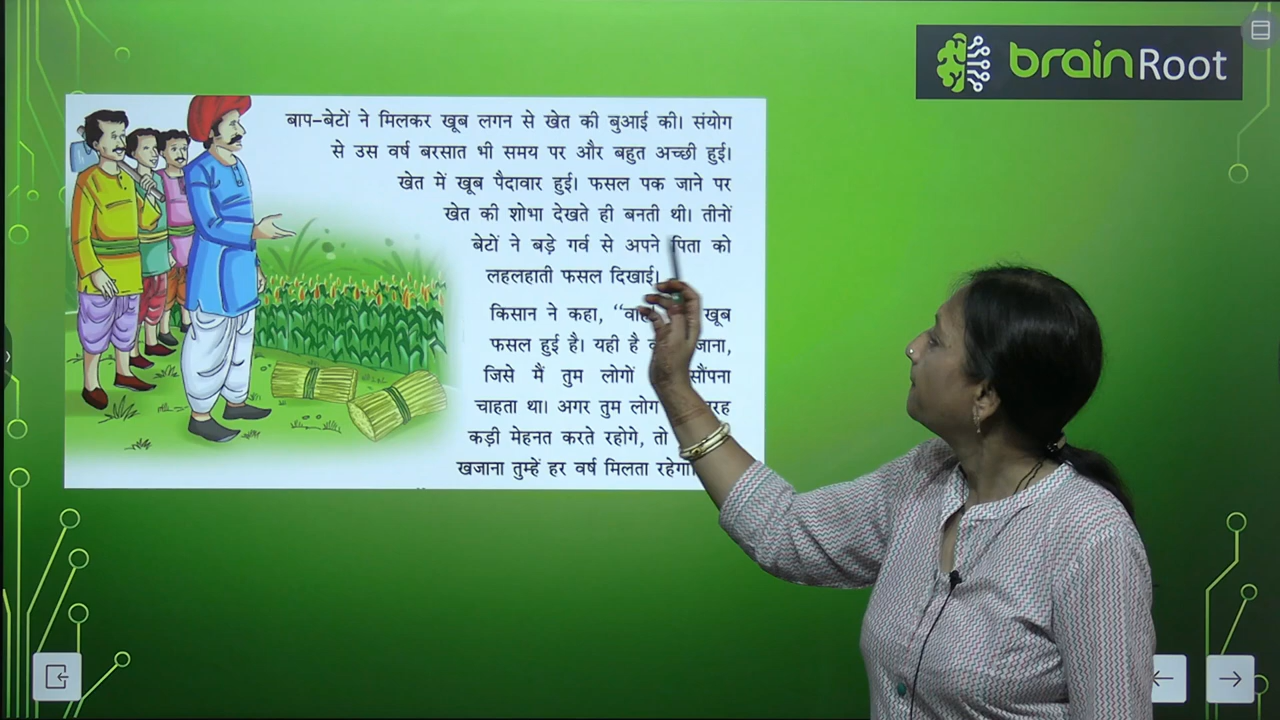 brainRoot
बाप-बेटों ने मिलकर खूब लगन से खेत की बुआई की। संयोग
से उस वर्ष बरसात भी समय पर और बहुत अच्छी हुई।
खेत में खूब पैदावार हुई। फसल पक जाने पर
खेत की शोभा देखते ही बनती थी। तीनों
बेटों ने बड़े गर्व से अपने पिता को
लहलहाती फसल दिखाई।
किसान ने कहा, “ खूब
फसल हुई है। यही है
जिसे मैं तुम लोगों सौंपना
चाहता था। अगर तुम लोग
कड़ी मेहनत करते रहोगे, तो
खजाना तुम्हें हर वर्ष मिलता रहेगा